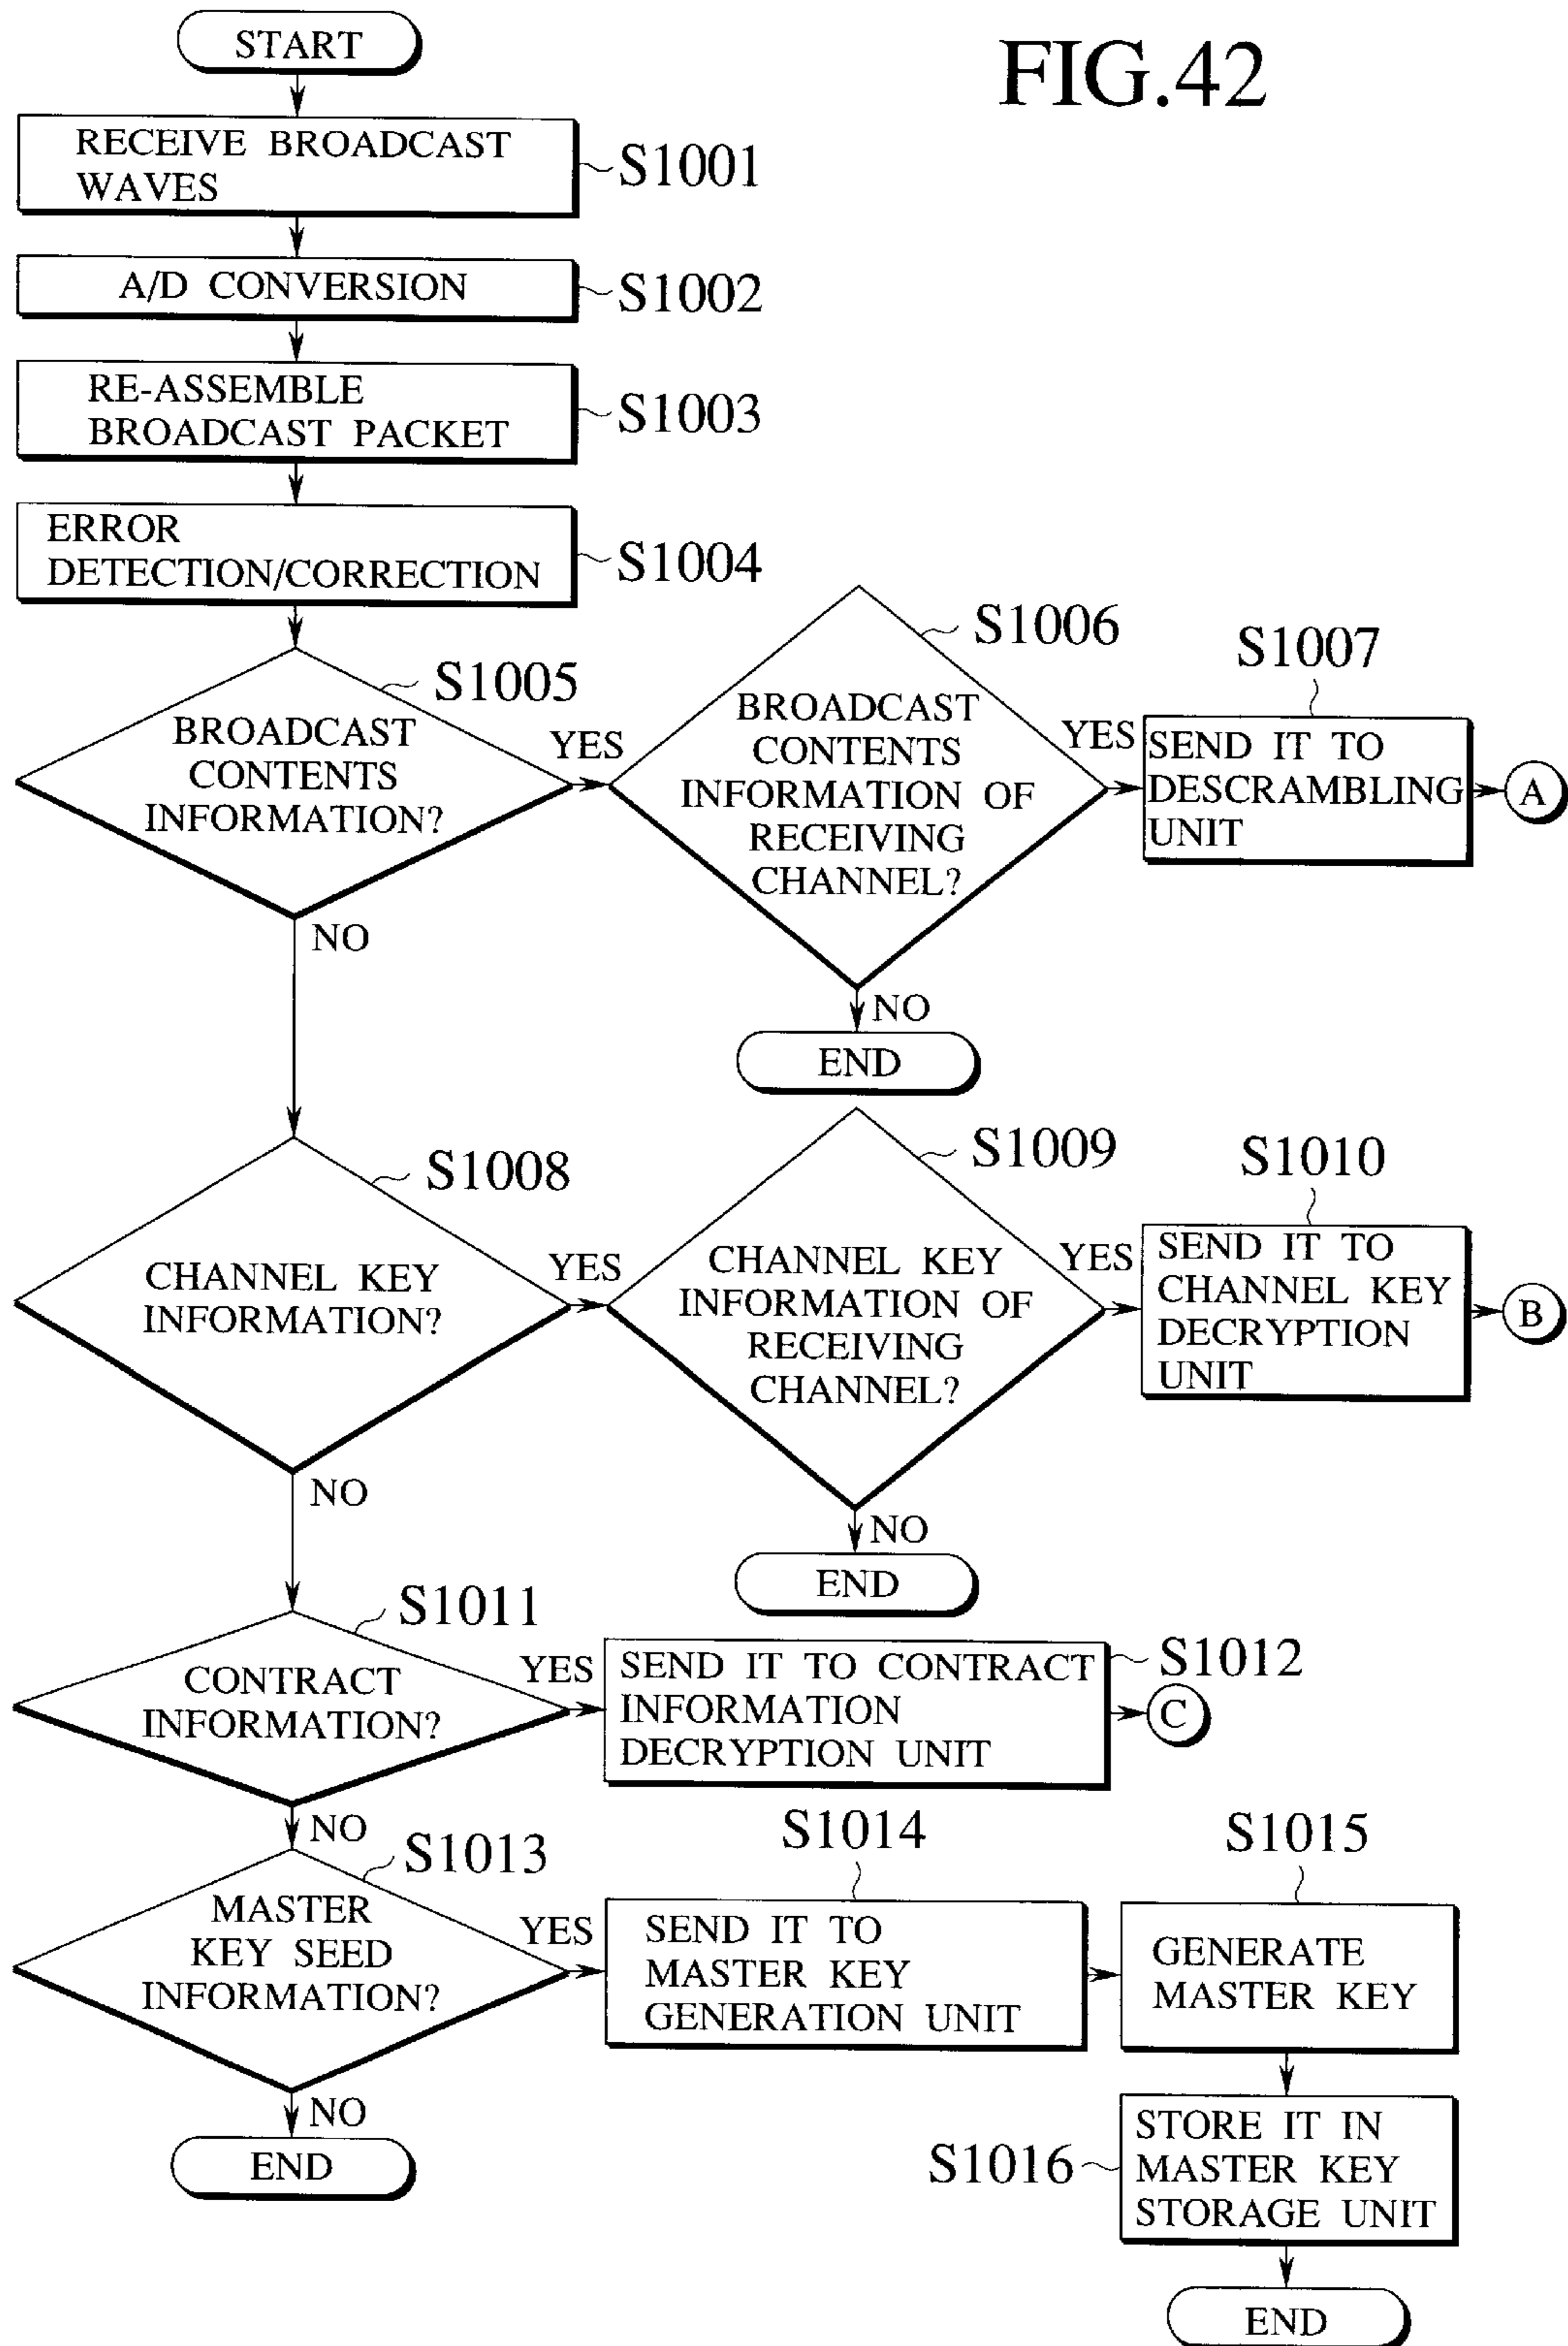 FIG.42
START
RECEIVE BROADCAST
WAVES
S1001
A/D CONVERSION
S1002
RE-ASSEMBLE
BROADCAST PACKET
S1003
ERROR
DETECTION/CORRECTION
S1004
S1005
BROADCAST
CONTENTS
INFORMATION?
YES
NO
S1006
BROADCAST
CONTENTS
INFORMATION OF
RECEIVING
CHANNEL?
YES
NO
END
S1007
SEND IT TO
DESCRAMBLING
UNIT
A
S1008
CHANNEL KEY
INFORMATION?
YES
NO
S1009
CHANNEL KEY
INFORMATION OF
RECEIVING
CHANNEL?
YES
NO
END
S1010
SEND IT TO
CHANNEL KEY
DECRYPTION
UNIT
B
S1011
CONTRACT
INFORMATION?
YES
NO
SEND IT TO CONTRACT
INFORMATION
DECRYPTION UNIT
S1012
C
S1013
MASTER
KEY SEED
INFORMATION?
YES
NO
END
S1014
SEND IT TO
MASTER KEY
GENERATION UNIT
S1015
GENERATE
MASTER KEY
S1016
STORE IT IN
MASTER KEY
STORAGE UNIT
END